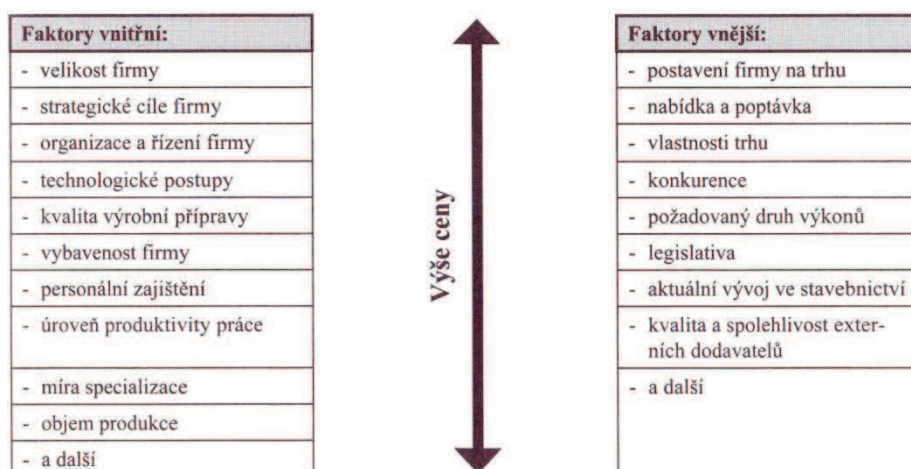 Faktory vnitřní:
- velikost firmy
- strategické cíle firmy
- organizace a řízení firmy
- technologické postupy
- kvalita výrobní přípravy
- vybavenost firmy
- personální zajištění
- úroveň produktivity práce
- míra specializace
- objem produkce
- a další
Výše ceny
Faktory vnější:
- postavení firmy na trhu
- nabídka a poptávka
- vlastnosti trhu
- konkurence
- požadovaný druh výkonů
- legislativa
- aktuální vývoj ve stavebnictví
- kvalita a spolehlivost exter-
ních dodavatelů
- a další